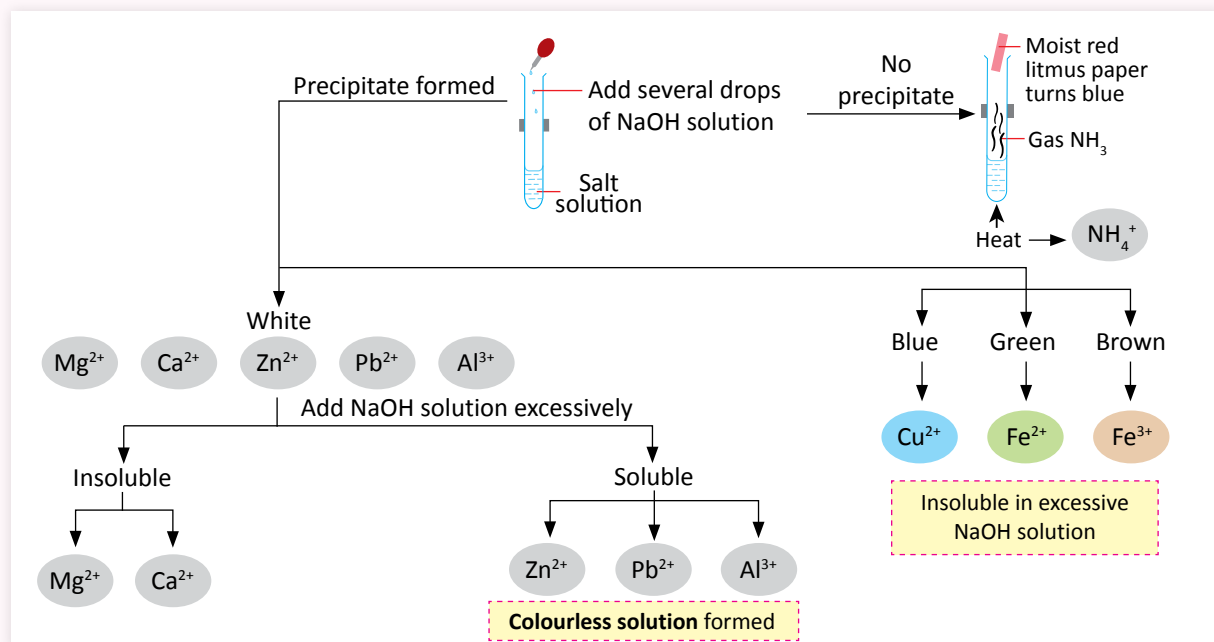 Precipitate formed
Add several drops
of NaOH solution
Salt
solution
No
precipitate
Moist red
litmus paper
turns blue
Gas NH₃
Heat
NH₄⁺
White
Mg²⁺ Ca²⁺ Zn²⁺ Pb²⁺ Al³⁺
Add NaOH solution excessively
Insoluble
Mg²⁺ Ca²⁺
Soluble
Zn²⁺ Pb²⁺ Al³⁺
Colourless solution formed
Blue Green Brown
Cu²⁺ Fe²⁺ Fe³⁺
Insoluble in excessive
NaOH solution